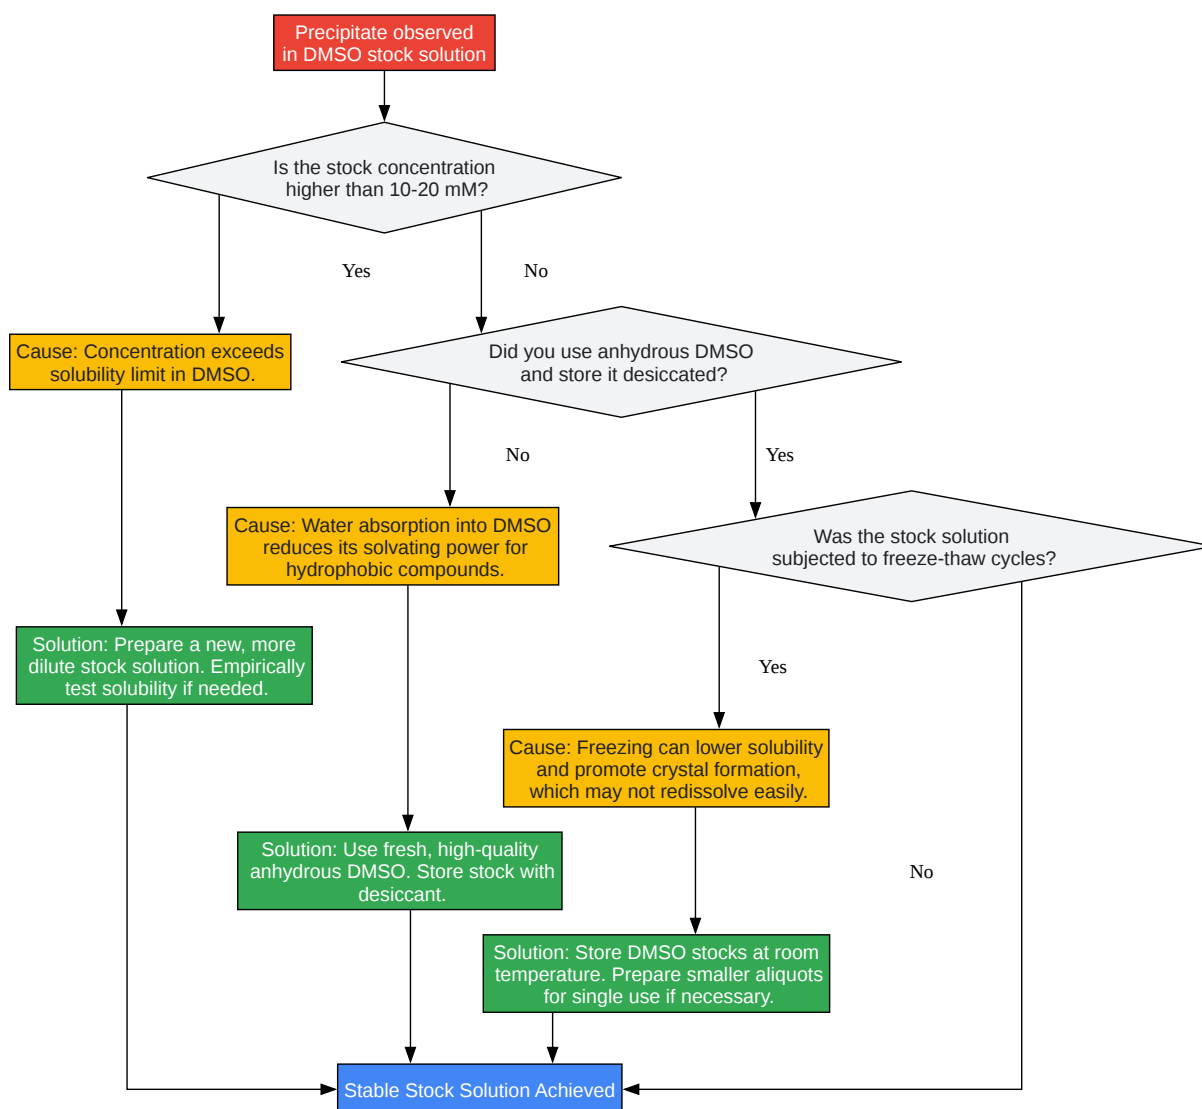 Precipitate observed
in DMSO stock solution
Is the stock concentration
higher than 10-20 mM?
Yes
No
Cause: Concentration exceeds
solubility limit in DMSO.
Did you use anhydrous DMSO
and store it desiccated?
No
Yes
Cause: Water absorption into DMSO
reduces its solvating power for
hydrophobic compounds.
Was the stock solution
subjected to freeze-thaw cycles?
Solution: Prepare a new, more
dilute stock solution. Empirically
test solubility if needed.
Yes
Cause: Freezing can lower solubility
and promote crystal formation,
which may not redissolve easily.
Solution: Use fresh, high-quality
anhydrous DMSO. Store stock with
desiccant.
No
Solution: Store DMSO stocks at room
temperature. Prepare smaller aliquots
for single use if necessary.
Stable Stock Solution Achieved